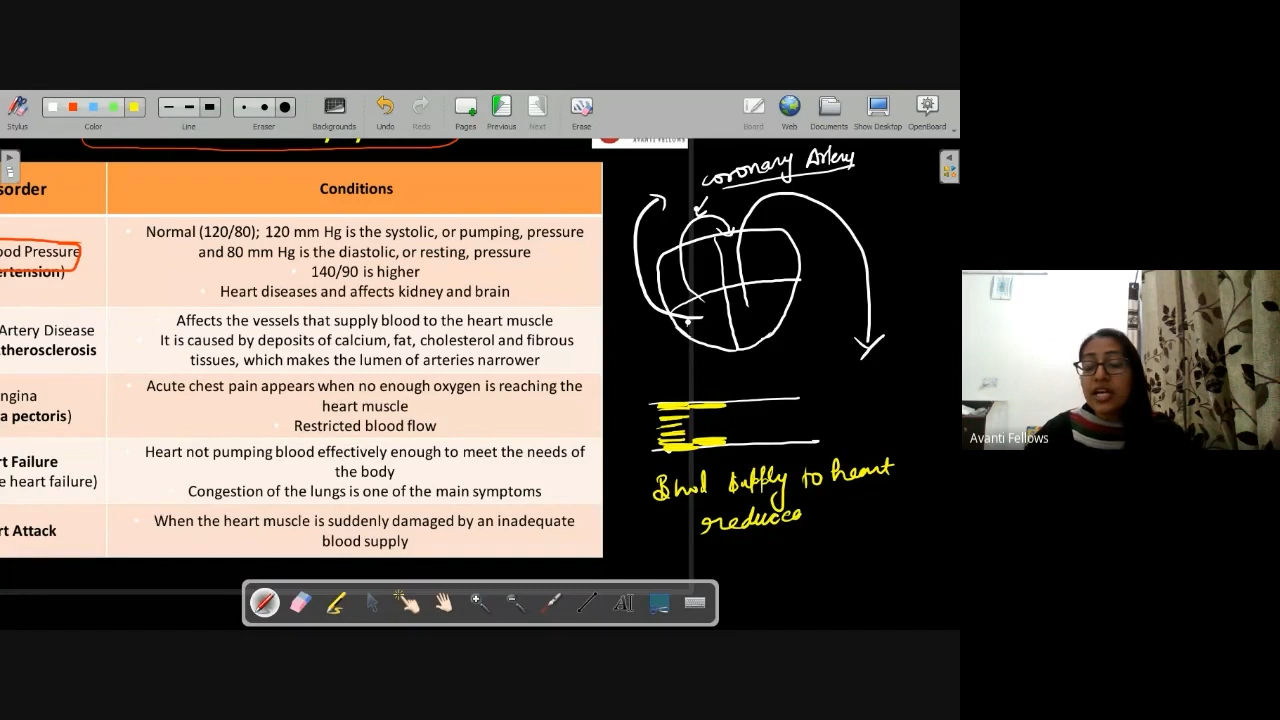 Stylus
Color
Line
Eraser
Backgrounds
Undo
Redo
Pages
Previous
Next
Erase
Board
Web
Documents
Show Desktop
OpenBoard
AVANTI FELLOWS
sorder
Conditions
ood Pressure
ertension)
Normal (120/80); 120 mm Hg is the systolic, or pumping, pressure
and 80 mm Hg is the diastolic, or resting, pressure
140/90 is higher
Heart diseases and affects kidney and brain
Artery Disease
therosclerosis
Affects the vessels that supply blood to the heart muscle
It is caused by deposits of calcium, fat, cholesterol and fibrous
tissues, which makes the lumen of arteries narrower
ngina
a pectoris)
Acute chest pain appears when no enough oxygen is reaching the
heart muscle
Restricted blood flow
rt Failure
e heart failure)
Heart not pumping blood effectively enough to meet the needs of
the body
Congestion of the lungs is one of the main symptoms
rt Attack
When the heart muscle is suddenly damaged by an inadequate
blood supply
coronary Artery
supply to heart
AI
Avanti Fellows